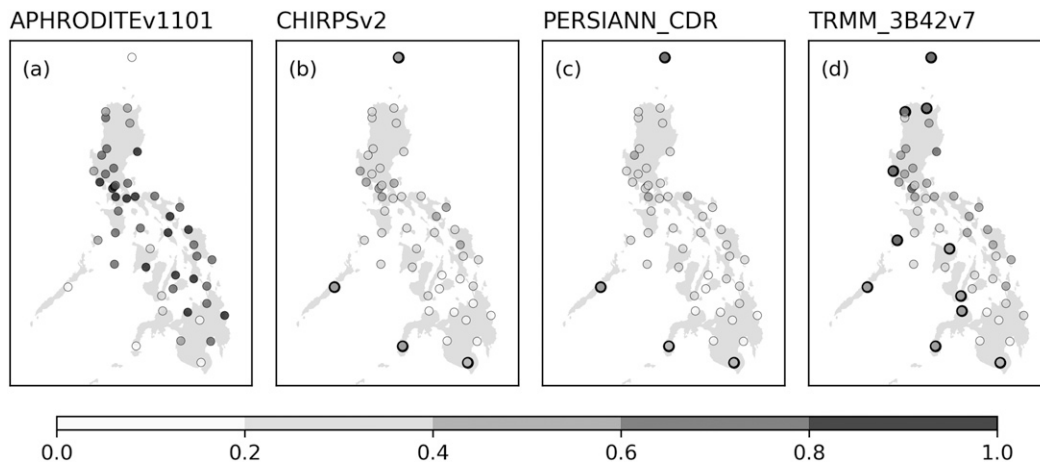 APHRODITEv1101 CHIRPSv2 PERSIANN_CDR TRMM_3B42v7
(a) (b) (c) (d)
0.0 0.2 0.4 0.6 0.8 1.0